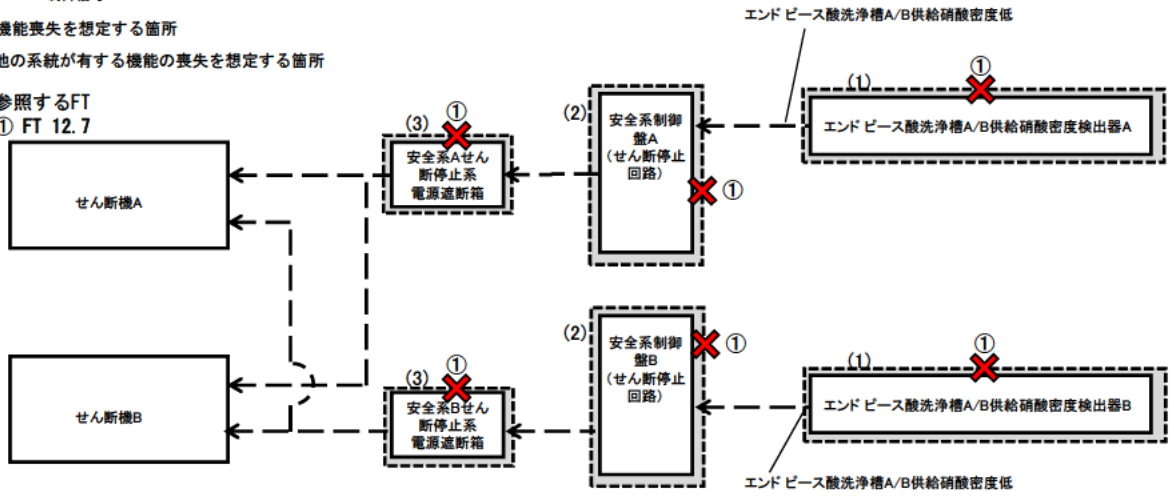 機能喪失を想定する箇所
他の系統が有する機能の喪失を想定する箇所
参照するFT
① FT 12.7
エンドピース酸洗浄槽A/B供給硝酸密度低
(1)
①
エンドピース酸洗浄槽A/B供給硝酸密度検出器A
(2)
安全系制御
盤A
(せん断停止
回路)
①
(3)
①
安全系Aせん
断停止系
電源遮断箱
せん断機A
せん断機B
(3)
①
安全系Bせん
断停止系
電源遮断箱
(2)
安全系制御
盤B
(せん断停止
回路)
①
(1)
①
エンドピース酸洗浄槽A/B供給硝酸密度検出器B
エンドピース酸洗浄槽A/B供給硝酸密度低